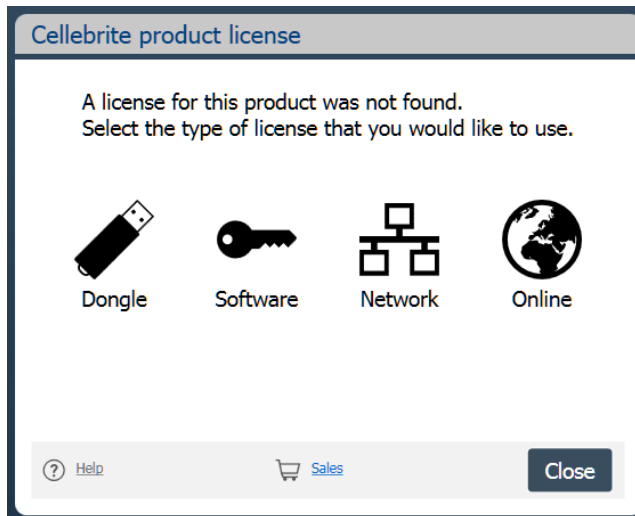 Cellebrite product license
A license for this product was not found.
Select the type of license that you would like to use.
Dongle Software Network Online
? Help Sales Close